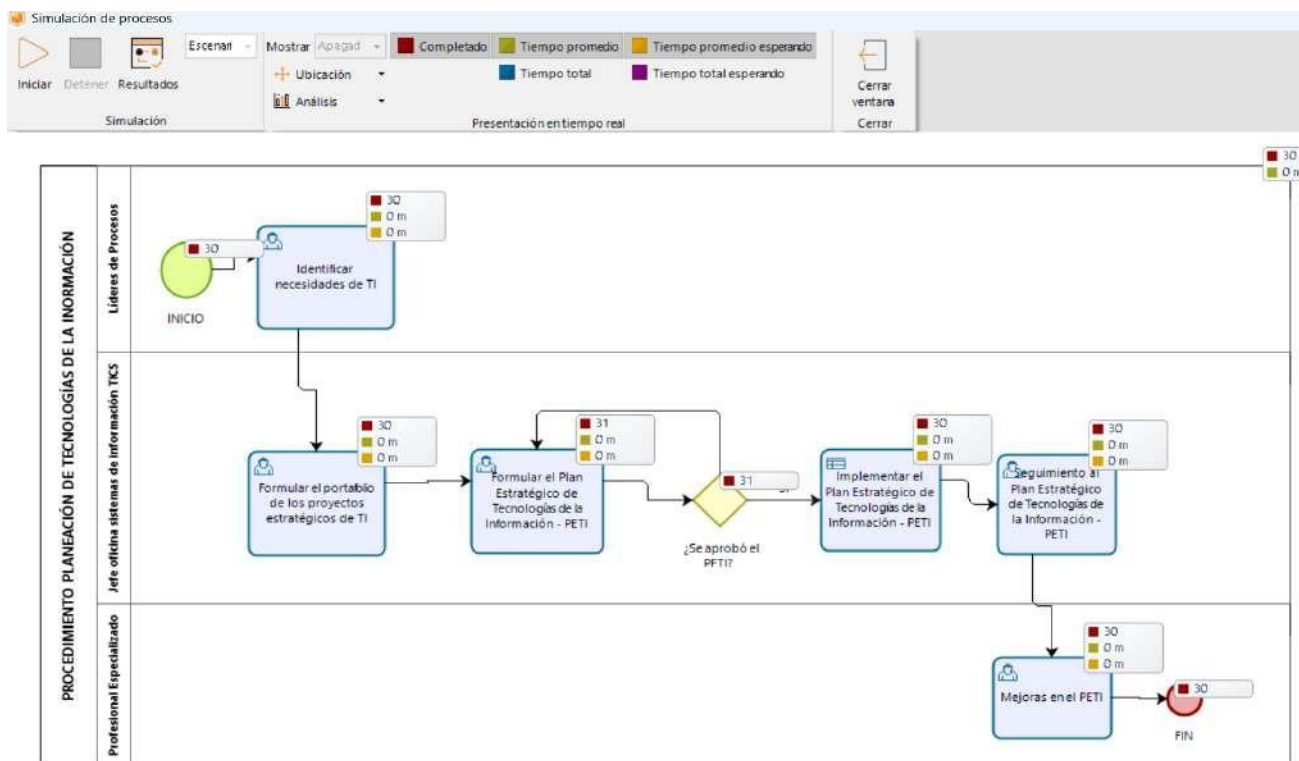 Simulación de procesos
Iniciar
Detener
Resultados
Escenari
Simulación
Mostrar
Apagad
Ubicación
Análisis
Completado
Tiempo promedio
Tiempo promedio esperando
Tiempo total
Tiempo total esperando
Presentación en tiempo real
Cerrar
ventana
Cerrar
PROCEDIMIENTO PLANEACIÓN DE TECNOLOGÍAS DE LA INORMACIÓN
30
0 m
Líderes de Procesos
30
INICIO
Identificar
necesidades de TI
30
0 m
0 m
Jefe oficina sistemas de información TICS
Formular el portablio
de los proyectos
estratégicos de TI
30
0 m
0 m
Formular el Plan
Estratégico de
Tecnologías de la
Información - PETI
31
0 m
0 m
31
¿Se aprobó el
PETI?
Implementar el
Plan Estratégico de
Tecnologías de la
Información - PETI
30
0 m
0 m
Seguimiento al
Plan Estratégico
de Tecnologías de
la Información -
PETI
30
0 m
0 m
Profesional Especializado
Mejoras en el PETI
30
0 m
0 m
30
FIN